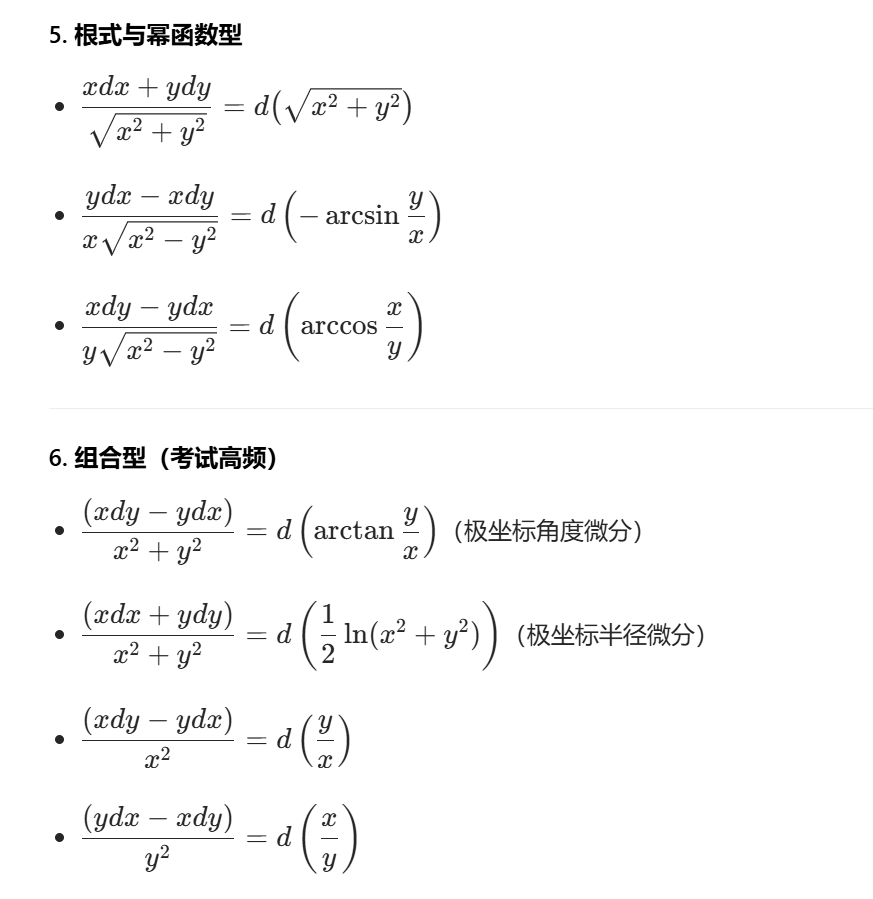 5. 根式与幂函数型
• \frac{xdx + ydy}{\sqrt{x^2 + y^2}} = d(\sqrt{x^2 + y^2})
• \frac{ydx - xdy}{x\sqrt{x^2 - y^2}} = d\left(-\arcsin\frac{y}{x}\right)
• \frac{xdy - ydx}{y\sqrt{x^2 - y^2}} = d\left(\arccos\frac{x}{y}\right)
6. 组合型（考试高频）
• \frac{(xdy - ydx)}{x^2 + y^2} = d\left(\arctan\frac{y}{x}\right)（极坐标角度微分）
• \frac{(xdx + ydy)}{x^2 + y^2} = d\left(\frac{1}{2}\ln(x^2 + y^2)\right)（极坐标半径微分）
• \frac{(xdy - ydx)}{x^2} = d\left(\frac{y}{x}\right)
• \frac{(ydx - xdy)}{y^2} = d\left(\frac{x}{y}\right)